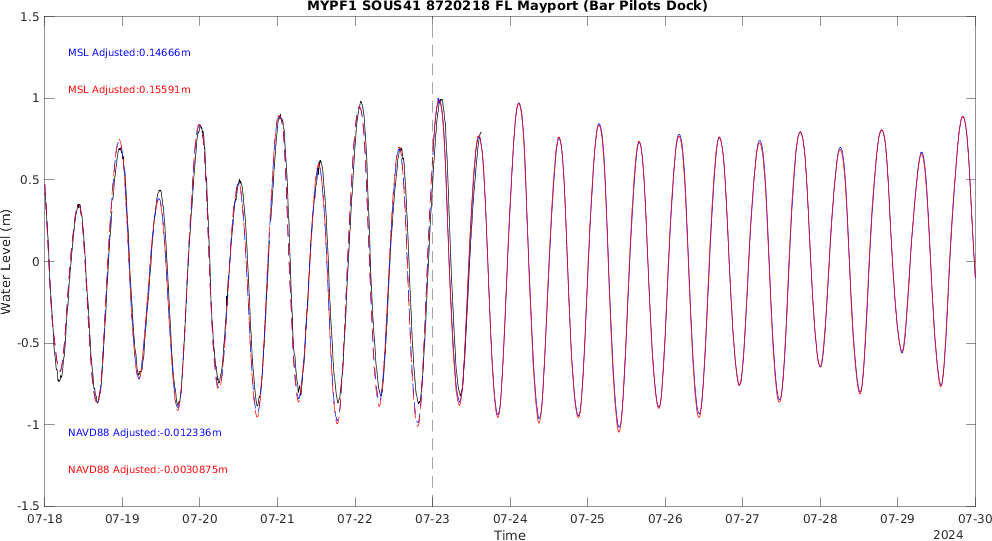 MYPF1 SOUS41 8720218 FL Mayport (Bar Pilots Dock)
1.5
MSL Adjusted:0.14666m
MSL Adjusted:0.15591m
1
0.5
0
-0.5
-1
-1.5
Water Level (m)
NAVD88 Adjusted:-0.012336m
NAVD88 Adjusted:-0.0030875m
07-18 07-19 07-20 07-21 07-22 07-23 07-24 07-25 07-26 07-27 07-28 07-29 07-30
Time
2024